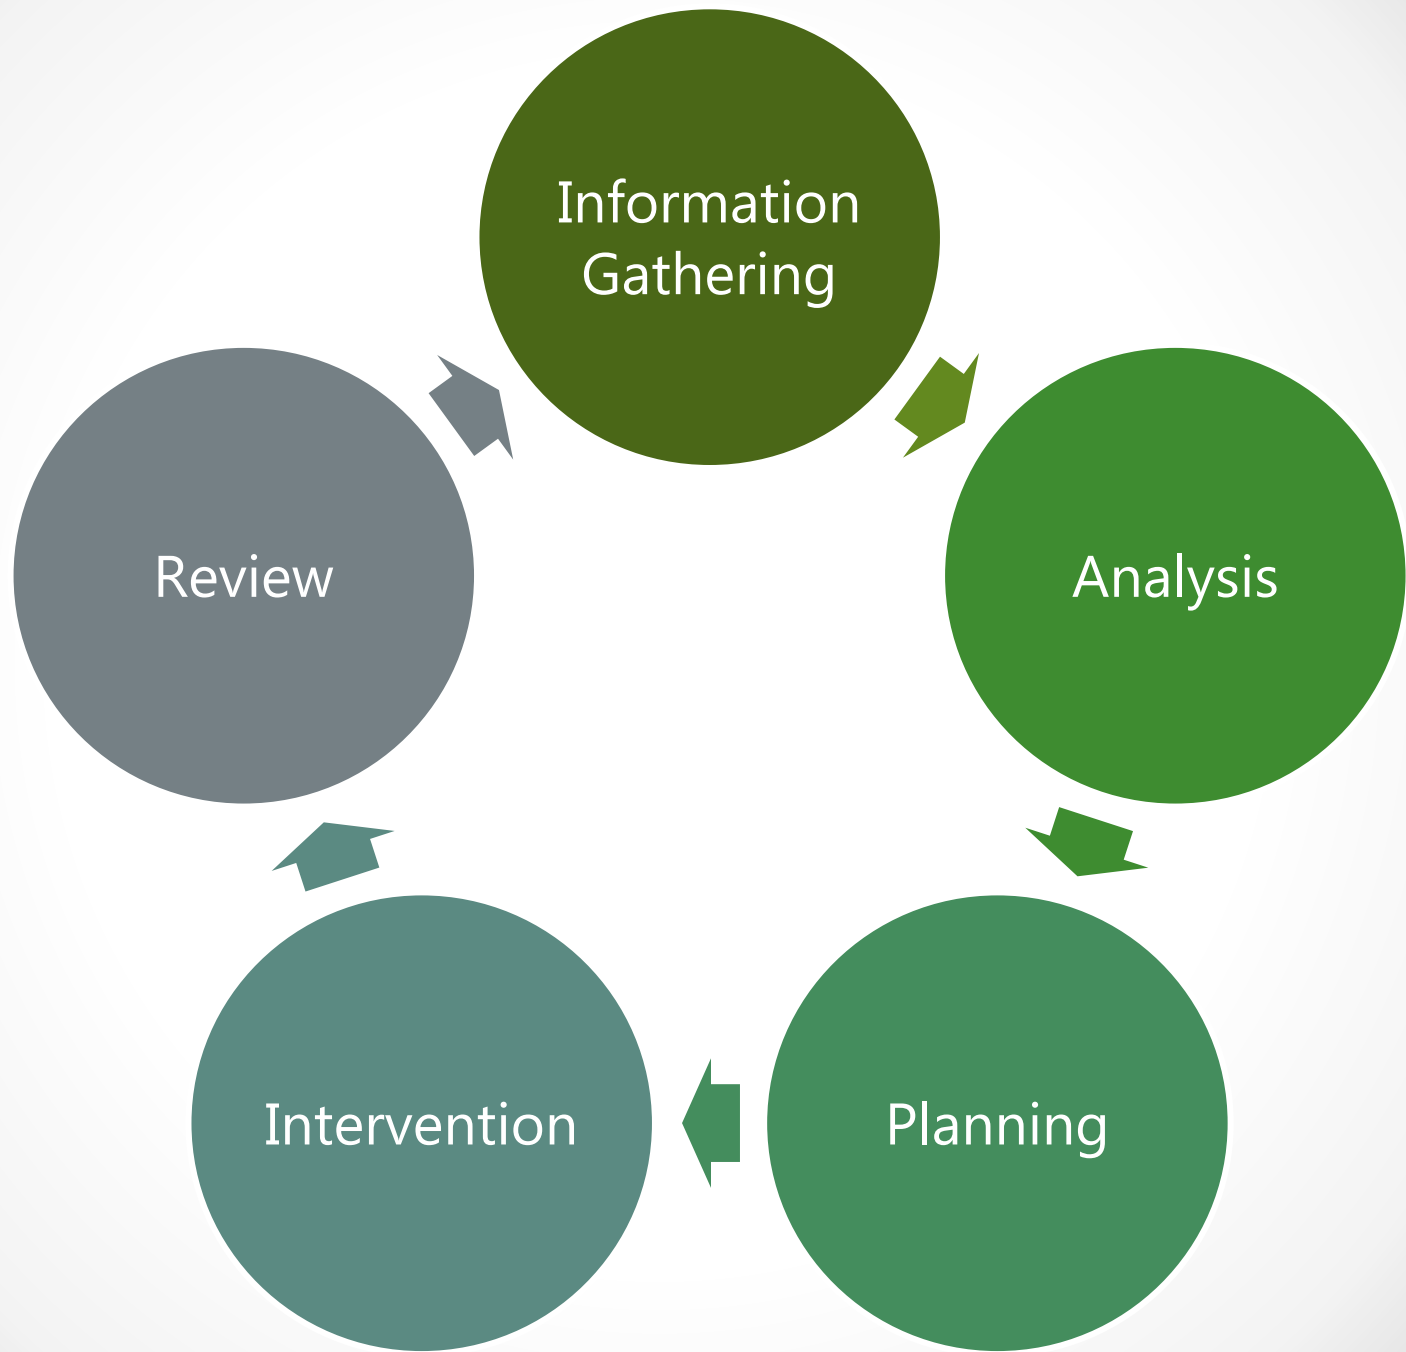 Information
Gathering
Analysis
Planning
Intervention
Review